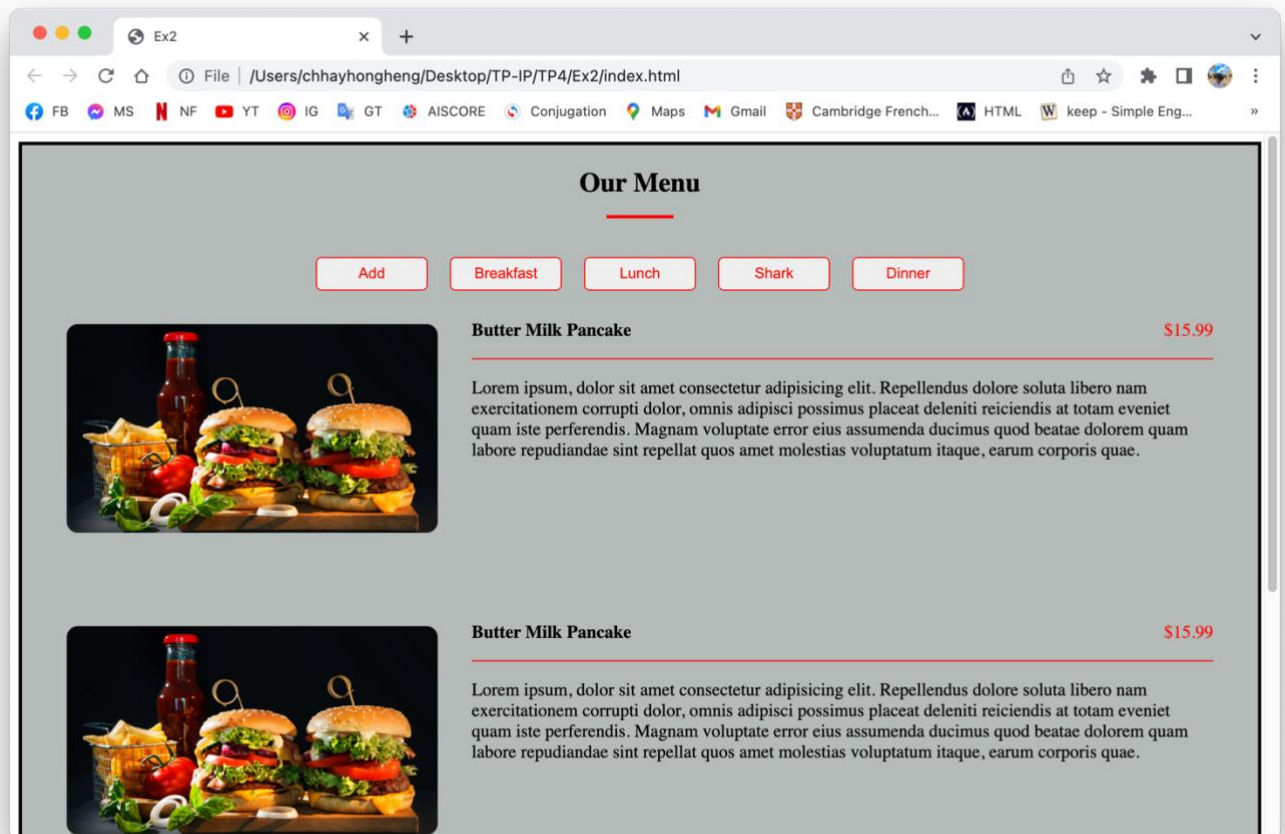 Ex2
File /Users/chhayhongheng/Desktop/TP-IP/TP4/Ex2/index.html
FB MS NF YT IG GT AISCORE Conjugation Maps Gmail Cambridge French... HTML keep - Simple Eng... »
Our Menu
Add Breakfast Lunch Shark Dinner
Butter Milk Pancake $15.99
Lorem ipsum, dolor sit amet consectetur adipisicing elit. Repellendus dolore soluta libero nam
exercitationem corrupti dolor, omnis adipisci possimus placeat deleniti reiciendis at totam eveniet
quam iste perferendis. Magnam voluptate error eius assumenda ducimus quod beatae dolorem quam
labore repudiandae sint repellat quos amet molestias voluptatum itaque, earum corporis quae.
Butter Milk Pancake $15.99
Lorem ipsum, dolor sit amet consectetur adipisicing elit. Repellendus dolore soluta libero nam
exercitationem corrupti dolor, omnis adipisci possimus placeat deleniti reiciendis at totam eveniet
quam iste perferendis. Magnam voluptate error eius assumenda ducimus quod beatae dolorem quam
labore repudiandae sint repellat quos amet molestias voluptatum itaque, earum corporis quae.